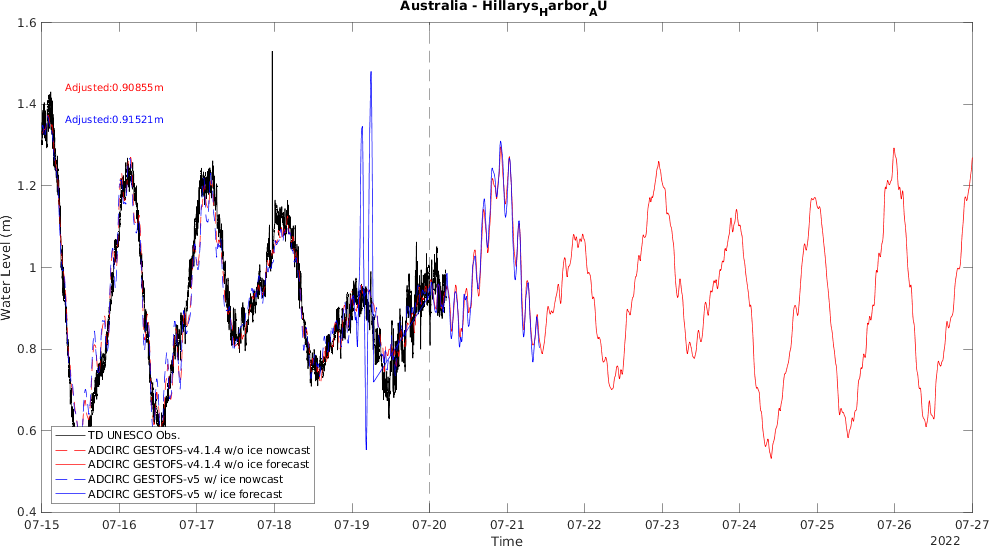 Australia - HillarysHarborAU
1.6
1.4
1.2
1
0.8
0.6
0.4
Water Level (m)
Adjusted:0.90855m
Adjusted:0.91521m
TD UNESCO Obs.
ADCIRC GESTOFS-v4.1.4 w/o ice nowcast
ADCIRC GESTOFS-v4.1.4 w/o ice forecast
ADCIRC GESTOFS-v5 w/ ice nowcast
ADCIRC GESTOFS-v5 w/ ice forecast
07-15 07-16 07-17 07-18 07-19 07-20 07-21 07-22 07-23 07-24 07-25 07-26 07-27
Time
2022